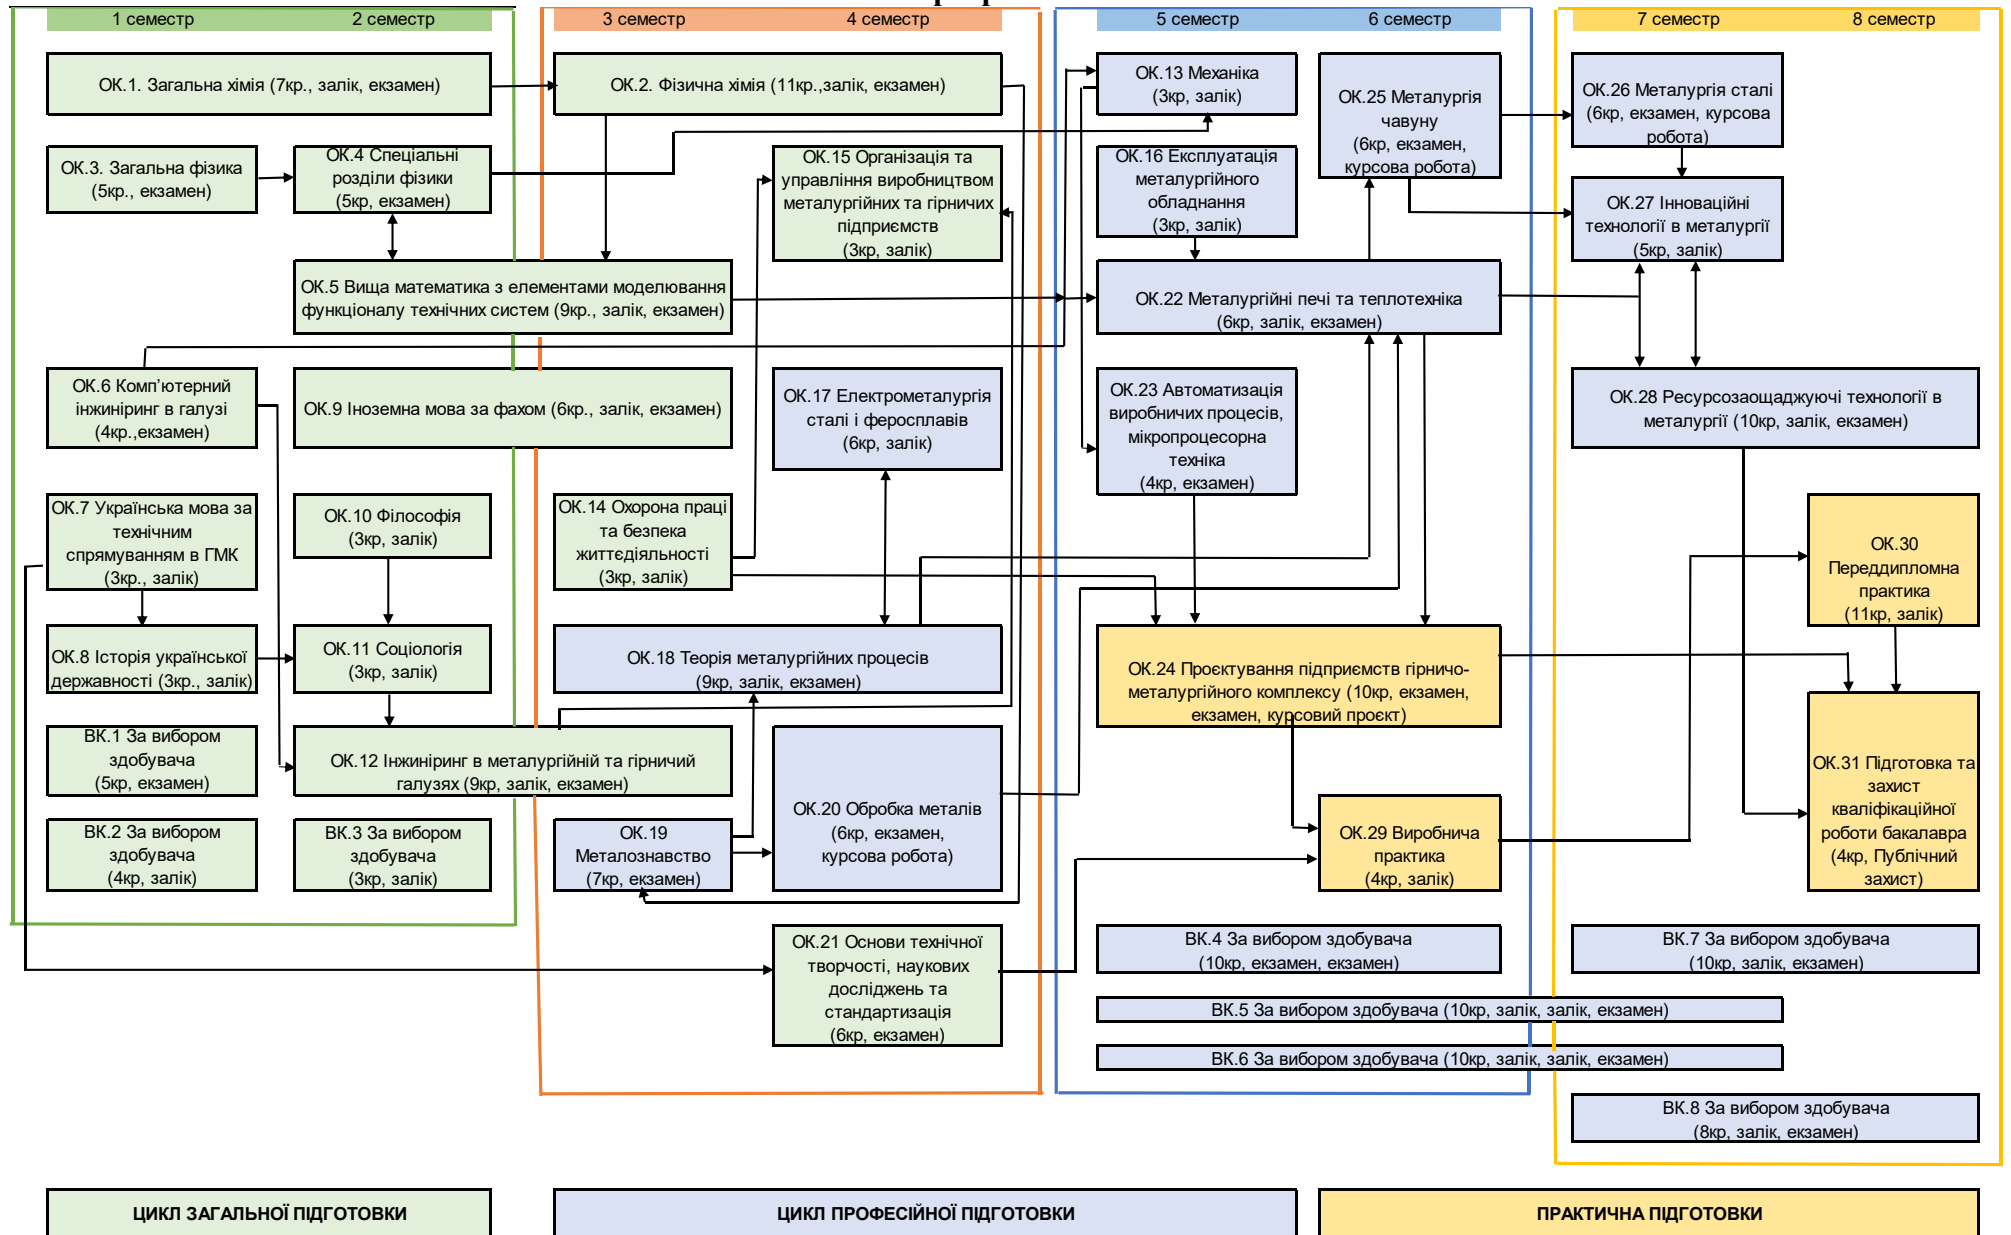 1 семестр
2 семестр
3 семестр
4 семестр
5 семестр
6 семестр
7 семестр
8 семестр
ОК.1. Загальна хімія (7кр., залік, екзамен)
ОК.2. Фізична хімія (11кр.,залік, екзамен)
ОК.13 Механіка
(3кр, залік)
ОК.25 Металургія
чавуну
(6кр, екзамен,
курсова робота)
ОК.26 Металургія сталі
(6кр, екзамен, курсова
робота)
ОК.3. Загальна фізика
(5кр., екзамен)
ОК.4 Спеціальні
розділи фізики
(5кр, екзамен)
ОК.15 Організація та
управління виробництвом
металургійних та гірничих
підприємств
(3кр, залік)
ОК.16 Експлуатація
металургійного
обладнання
(3кр, залік)
ОК.27 Інноваційні
технології в металургії
(5кр, залік)
ОК.5 Вища математика з елементами моделювання
функціоналу технічних систем (9кр., залік, екзамен)
ОК.22 Металургійні печі та теплотехніка
(6кр, залік, екзамен)
ОК.6 Комп’ютерний
інжиніринг в галузі
(4кр.,екзамен)
ОК.9 Іноземна мова за фахом (6кр., залік, екзамен)
ОК.17 Електрометалургія
сталі і феросплавів
(6кр, залік)
ОК.23 Автоматизація
виробничих процесів,
мікропроцесорна
техніка
(4кр, екзамен)
ОК.28 Ресурсозаощаджуючі технології в
металургії (10кр, залік, екзамен)
ОК.7 Українська мова за
технічним
спрямуванням в ГМК
(3кр., залік)
ОК.10 Філософія
(3кр, залік)
ОК.14 Охорона праці
та безпека
життєдіяльності
(3кр, залік)
ОК.30
Переддипломна
практика
(11кр, залік)
ОК.8 Історія української
державності (3кр., залік)
ОК.11 Соціологія
(3кр, залік)
ОК.18 Теорія металургійних процесів
(9кр, залік, екзамен)
ОК.24 Проєктування підприємств гірничо-
металургійного комплексу (10кр, екзамен,
екзамен, курсовий проєкт)
ВК.1 За вибором
здобувача
(5кр, екзамен)
ОК.12 Інжиніринг в металургійній та гірничий
галузях (9кр, залік, екзамен)
ОК.20 Обробка металів
(6кр, екзамен,
курсова робота)
ОК.31 Підготовка та
захист
кваліфікаційної
роботи бакалавра
(4кр, Публічний
захист)
ВК.2 За вибором
здобувача
(4кр, залік)
ВК.3 За вибором
здобувача
(3кр, залік)
ОК.19
Металознавство
(7кр, екзамен)
ОК.29 Виробнича
практика
(4кр, залік)
ОК.21 Основи технічної
творчості, наукових
досліджень та
стандартизація
(6кр, екзамен)
ВК.4 За вибором здобувача
(10кр, екзамен, екзамен)
ВК.7 За вибором здобувача
(10кр, залік, екзамен)
ВК.5 За вибором здобувача (10кр, залік, залік, екзамен)
ВК.6 За вибором здобувача (10кр, залік, залік, екзамен)
ВК.8 За вибором здобувача
(8кр, залік, екзамен)
ЦИКЛ ЗАГАЛЬНОЇ ПІДГОТОВКИ
ЦИКЛ ПРОФЕСІЙНОЇ ПІДГОТОВКИ
ПРАКТИЧНА ПІДГОТОВКИ